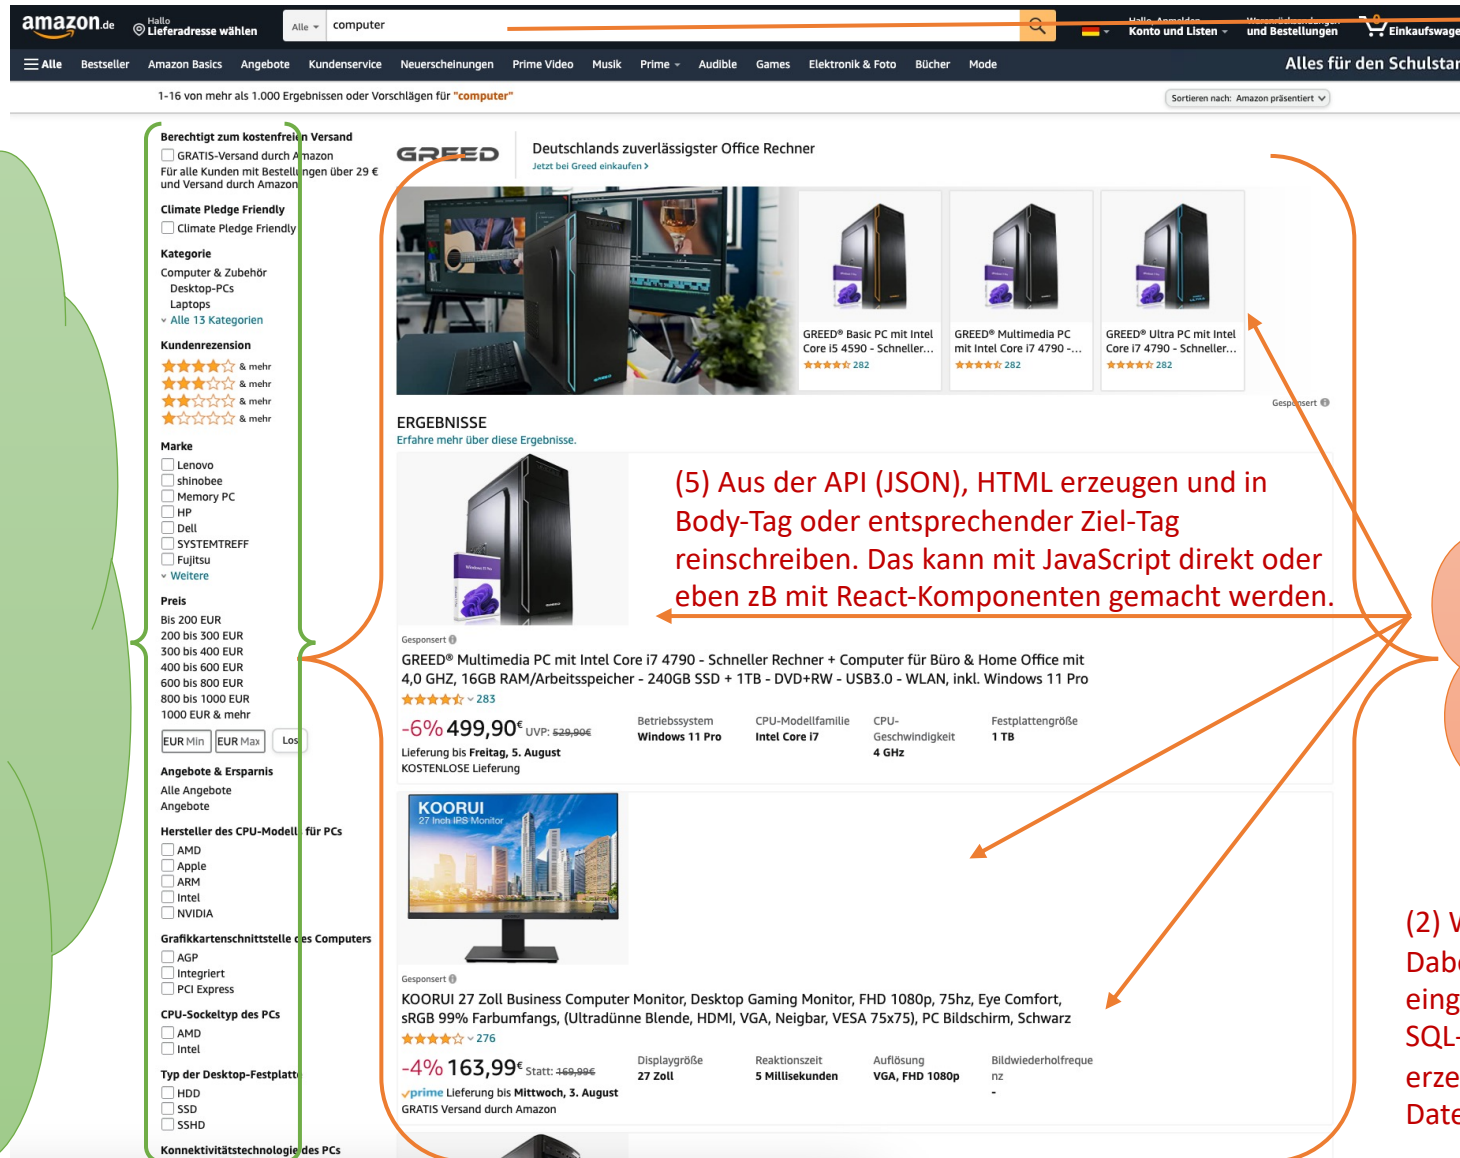 amazon.de
Hallo
Lieferadresse wählen
Alle
computer
Hallo, Anmelden
Konto und Listen
Warenrücksendungen
und Bestellungen
0
Einkaufswage
Alle
Bestseller
Amazon Basics
Angebote
Kundenservice
Neuerscheinungen
Prime Video
Musik
Prime
Audible
Games
Elektronik & Foto
Bücher
Mode
Alles für den Schulstar
1-16 von mehr als 1.000 Ergebnissen oder Vorschlägen für "computer"
Sortieren nach: Amazon präsentiert
Berechtigt zum kostenfreien Versand
GRATIS-Versand durch Amazon
Für alle Kunden mit Bestellungen über 29 €
und Versand durch Amazon
Climate Pledge Friendly
Climate Pledge Friendly
Kategorie
Computer & Zubehör
Desktop-PCs
Laptops
Alle 13 Kategorien
Kundenrezension
& mehr
& mehr
& mehr
& mehr
Marke
Lenovo
shinobee
Memory PC
HP
Dell
SYSTEMTREFF
Fujitsu
Weitere
Preis
Bis 200 EUR
200 bis 300 EUR
300 bis 400 EUR
400 bis 600 EUR
600 bis 800 EUR
800 bis 1000 EUR
1000 EUR & mehr
EUR Min
EUR Max
Los
Angebote & Ersparnis
Alle Angebote
Angebote
Hersteller des CPU-Modells für PCs
AMD
Apple
ARM
Intel
NVIDIA
Grafikkartenschnittstelle des Computers
AGP
Integriert
PCI Express
CPU-Sockeltyp des PCs
AMD
Intel
Typ der Desktop-Festplatte
HDD
SSD
SSHD
Konnektivitätstechnologie des PCs
GREED
Deutschlands zuverlässigster Office Rechner
Jetzt bei Greed einkaufen
GREED® Basic PC mit Intel
Core i5 4590 - Schneller...
282
GREED® Multimedia PC
mit Intel Core i7 4790 -...
282
GREED® Ultra PC mit Intel
Core i7 4790 - Schneller...
282
Gesponsert
ERGEBNISSE
Erfahre mehr über diese Ergebnisse.
(5) Aus der API (JSON), HTML erzeugen und in
Body-Tag oder entsprechender Ziel-Tag
reinschreiben. Das kann mit JavaScript direkt oder
eben zB mit React-Komponenten gemacht werden.
Gesponsert
GREED® Multimedia PC mit Intel Core i7 4790 - Schneller Rechner + Computer für Büro & Home Office mit
4,0 GHZ, 16GB RAM/Arbeitsspeicher - 240GB SSD + 1TB - DVD+RW - USB3.0 - WLAN, inkl. Windows 11 Pro
283
-6% 499,90€ UVP: 529,90€
Lieferung bis Freitag, 5. August
KOSTENLOSE Lieferung
Betriebssystem
Windows 11 Pro
CPU-Modellfamilie
Intel Core i7
CPU-
Geschwindigkeit
4 GHz
Festplattengröße
1 TB
KOORUI
27 Inch IPS Monitor
Gesponsert
KOORUI 27 Zoll Business Computer Monitor, Desktop Gaming Monitor, FHD 1080p, 75hz, Eye Comfort,
sRGB 99% Farbumfangs, (Ultradünne Blende, HDMI, VGA, Neigbar, VESA 75x75), PC Bildschirm, Schwarz
276
-4% 163,99€ Statt: 169,99€
prime Lieferung bis Mittwoch, 3. August
GRATIS Versand durch Amazon
Displaygröße
27 Zoll
Reaktionszeit
5 Millisekunden
Auflösung
VGA, FHD 1080p
Bildwiederholfreque
nz
-
(2) V
Dabe
eing
SQL-
erze
Date